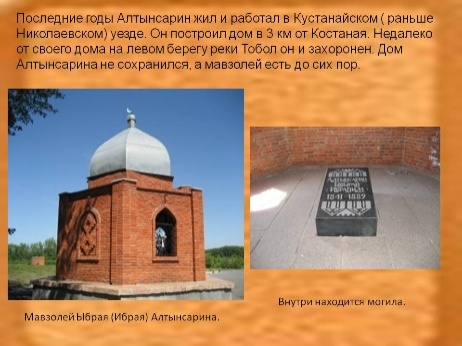 Последние годы Алтынсарин жил и работал в Кустанайском ( раньше
Николаевском) уезде. Он построил дом в 3 км от Костаная. Недалеко
от своего дома на левом берегу реки Тобол он и захоронен. Дом
Алтынсарина не сохранился, а мавзолей есть до сих пор.
1841-1889
Внутри находится могила.
Мавзолей Ыбрая (Ибрая) Алтынсарина.